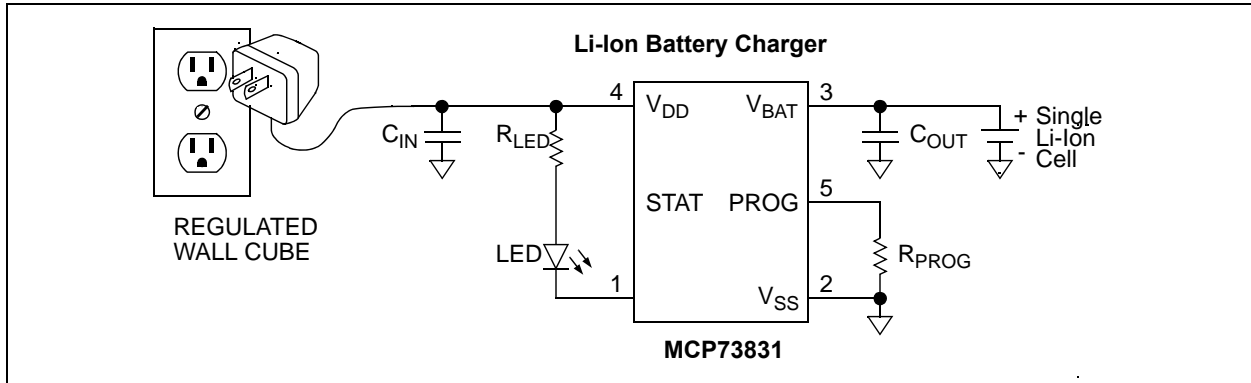 Li-Ion Battery Charger
4
VDD
VBAT
3
CIN
RLED
COUT
+ Single
Li-Ion
- Cell
STAT
PROG
5
REGULATED
WALL CUBE
LED
RPROG
1
VSS
2
MCP73831